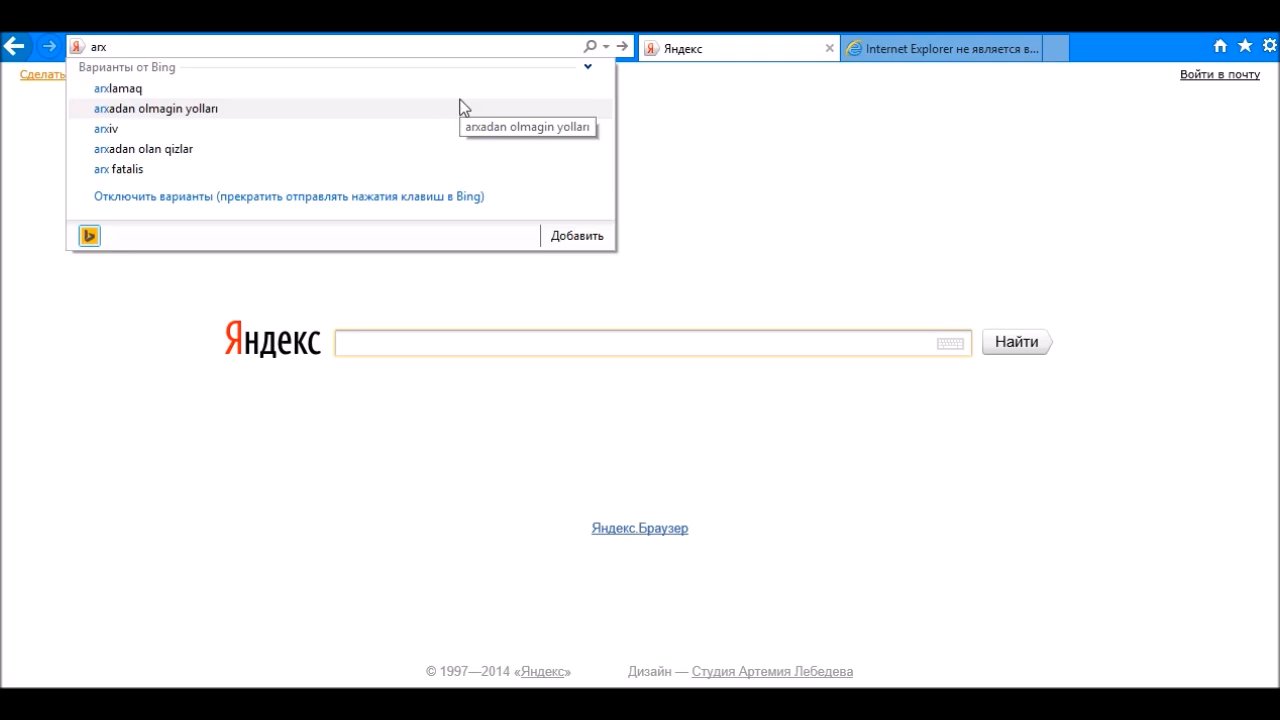 arx
Яндекс
Internet Explorer не является в...
Сделать
Войти в почту
Варианты от Bing
arxlamaq
arxadan olmagin yolları
arxadan olmagin yolları
arxiv
arxadan olan qizlar
arx fatalis
Отключить варианты (прекратить отправлять нажатия клавиш в Bing)
Добавить
Яндекс
Найти
Яндекс.Браузер
© 1997—2014 «Яндекс»
Дизайн — Студия Артемия Лебедева